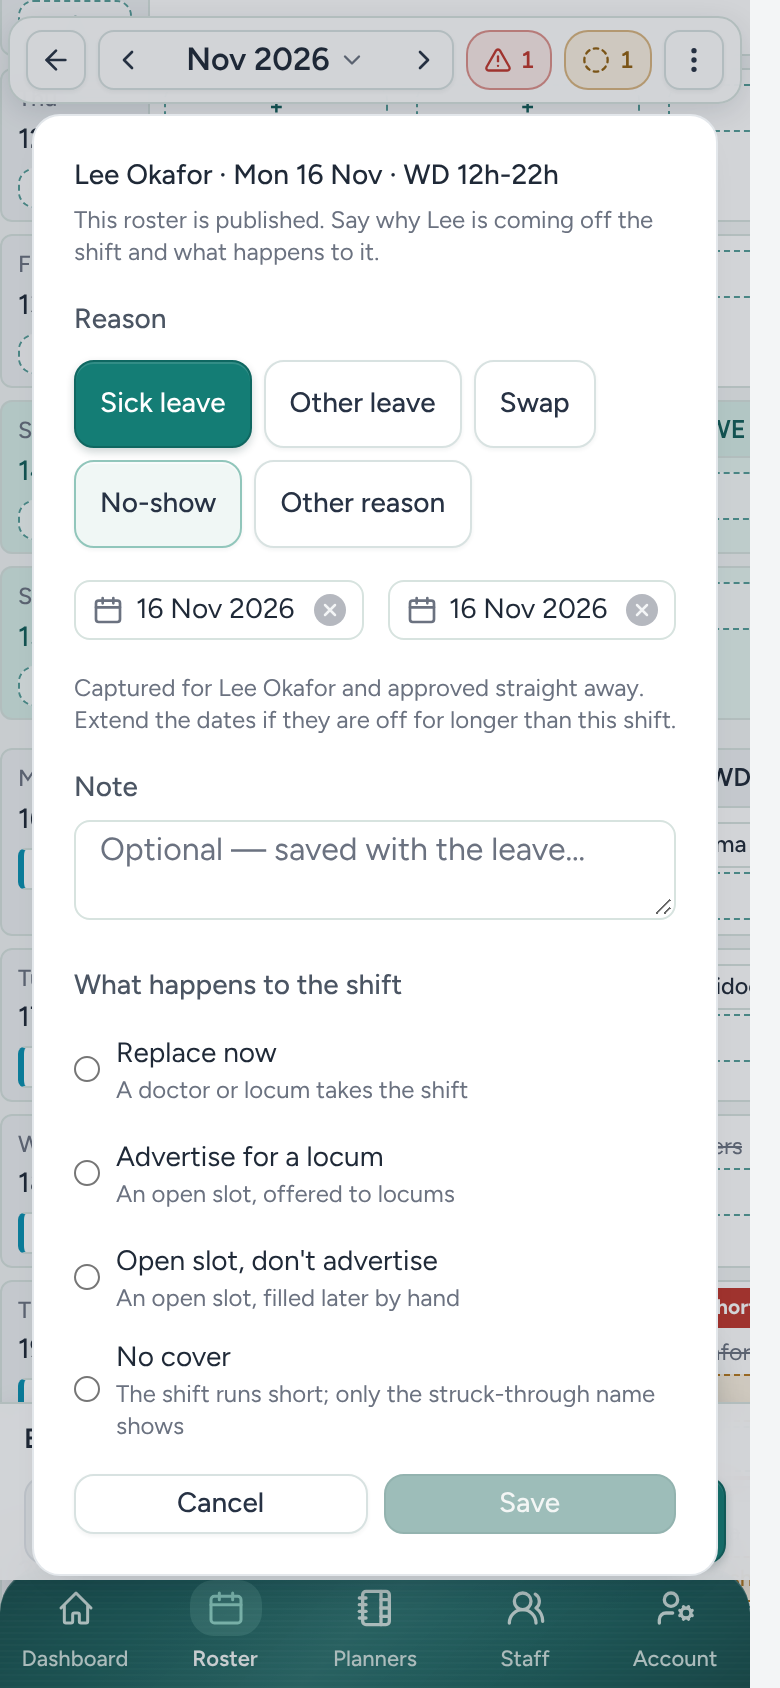 Nov 2026
1
1
Lee Okafor · Mon 16 Nov · WD 12h-22h
This roster is published. Say why Lee is coming off the
shift and what happens to it.
Reason
Sick leave
Other leave
Swap
No-show
Other reason
16 Nov 2026
16 Nov 2026
Captured for Lee Okafor and approved straight away.
Extend the dates if they are off for longer than this shift.
Note
Optional — saved with the leave...
What happens to the shift
Replace now
A doctor or locum takes the shift
Advertise for a locum
An open slot, offered to locums
Open slot, don't advertise
An open slot, filled later by hand
No cover
The shift runs short; only the struck-through name
shows
Cancel
Save
Dashboard
Roster
Planners
Staff
Account